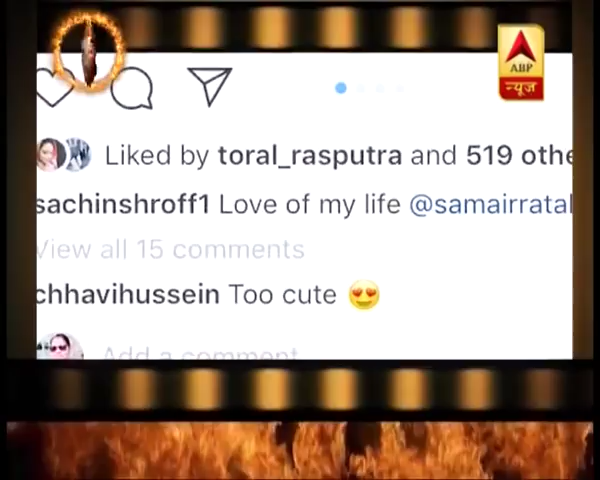 ABP
न्यूज़
Liked by toral_rasputra and 519 othe
sachinshroff1 Love of my life @samairratal
View all 15 comments
chhavihussein Too cute 😍
Add a comment